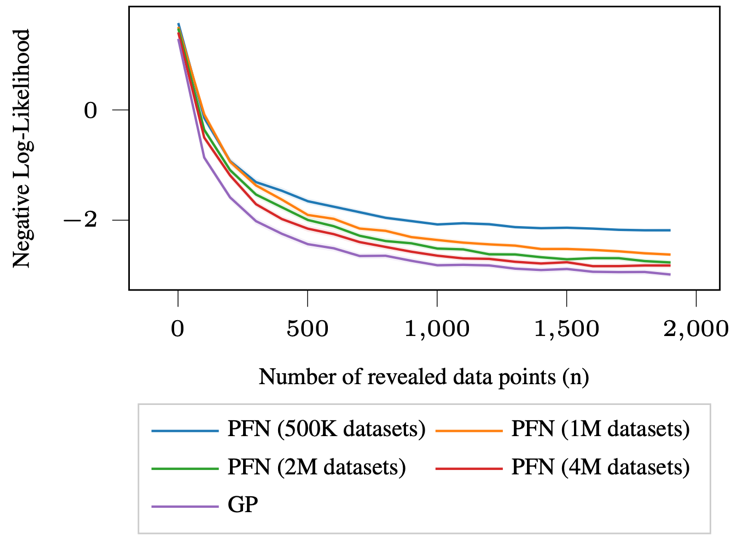 Negative Log-Likelihood
0
−2
0
500
1,000
1,500
2,000
Number of revealed data points (n)
PFN (500K datasets)
PFN (1M datasets)
PFN (2M datasets)
PFN (4M datasets)
GP